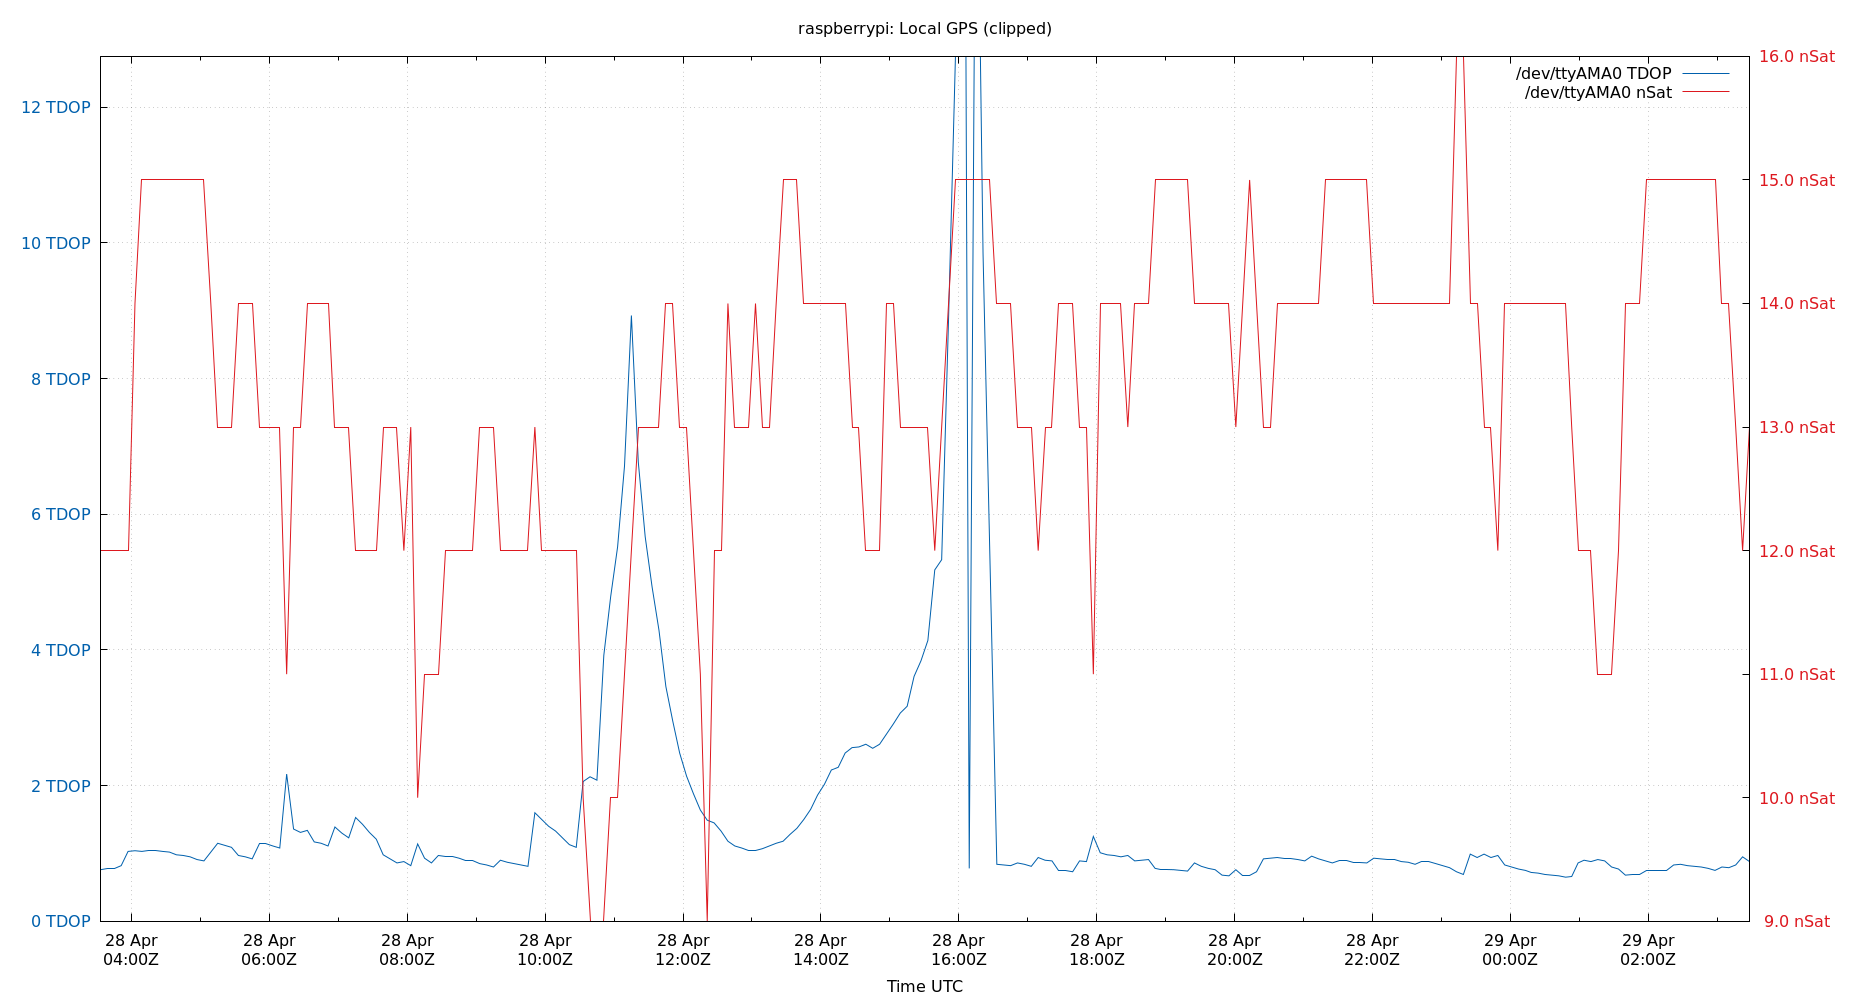 raspberrypi: Local GPS (clipped)
16.0 nSat
/dev/ttyAMA0 TDOP
/dev/ttyAMA0 nSat
12 TDOP
15.0 nSat
10 TDOP
14.0 nSat
8 TDOP
13.0 nSat
6 TDOP
12.0 nSat
4 TDOP
11.0 nSat
2 TDOP
10.0 nSat
0 TDOP
9.0 nSat
28 Apr 28 Apr 28 Apr 28 Apr 28 Apr 28 Apr 28 Apr 28 Apr 28 Apr 28 Apr 29 Apr 29 Apr
04:00Z 06:00Z 08:00Z 10:00Z 12:00Z 14:00Z 16:00Z 18:00Z 20:00Z 22:00Z 00:00Z 02:00Z
Time UTC